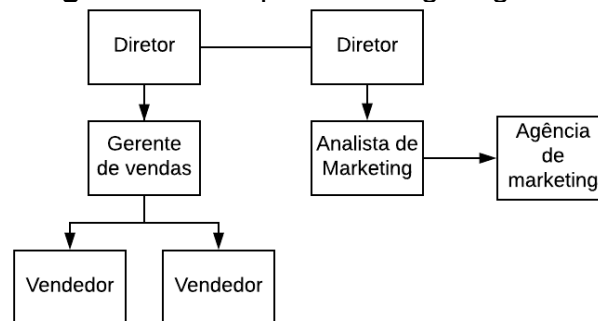 Diretor
Diretor
Gerente
de vendas
Analista de
Marketing
Agência
de
marketing
Vendedor
Vendedor